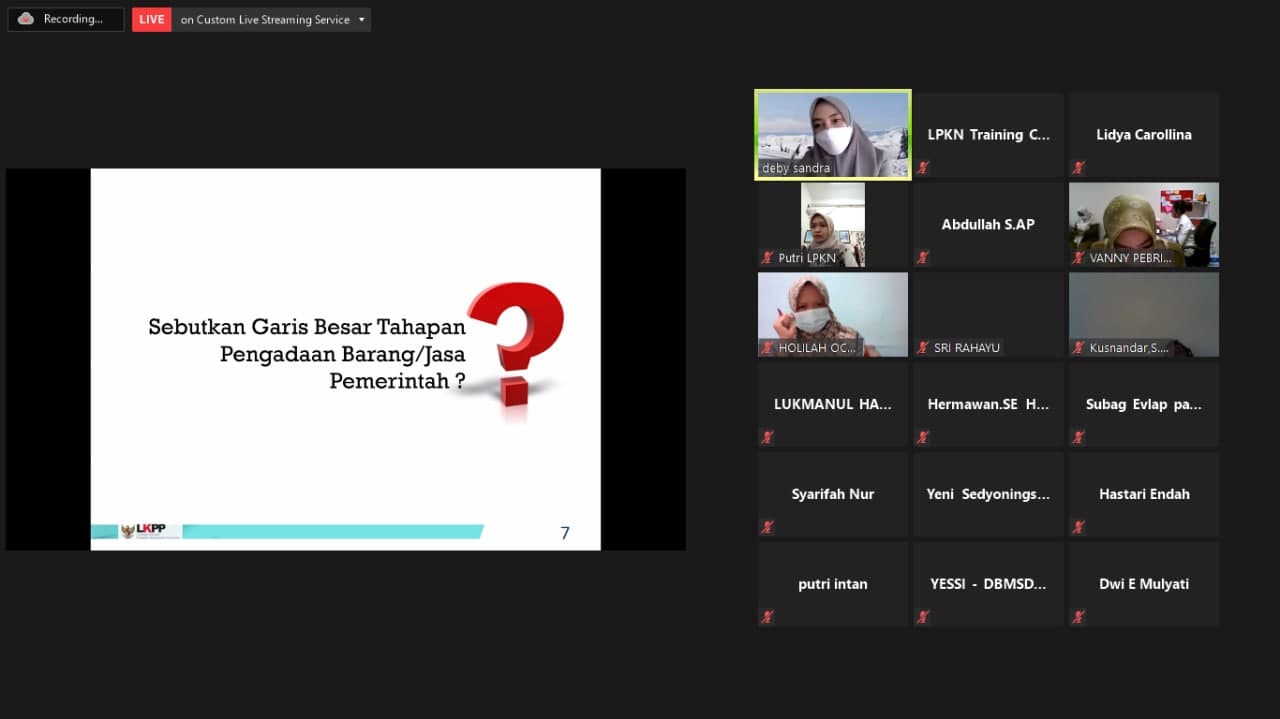 Recording...
LIVE on Custom Live Streaming Service
Sebutkan Garis Besar Tahapan
Pengadaan Barang/Jasa
Pemerintah ?
LKPP
7
deby sandra
LPKN Training C...
Lidya Carollina
Putri LPKN
Abdullah S.AP
VANNY PEBRI...
HOLILAH OC...
SRI RAHAYU
Kusnandar,S....
LUKMANUL HA...
Hermawan.SE H...
Subag Evlap pa...
Syarifah Nur
Yeni Sedyonings...
Hastari Endah
putri intan
YESSI - DBMSD...
Dwi E Mulyati